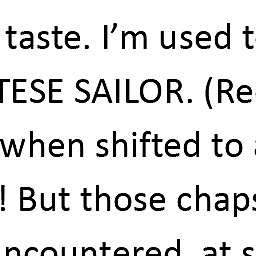 taste. I’m used t
TESE SAILOR. (Re
when shifted to a
! But those chaps
ncountered, at s